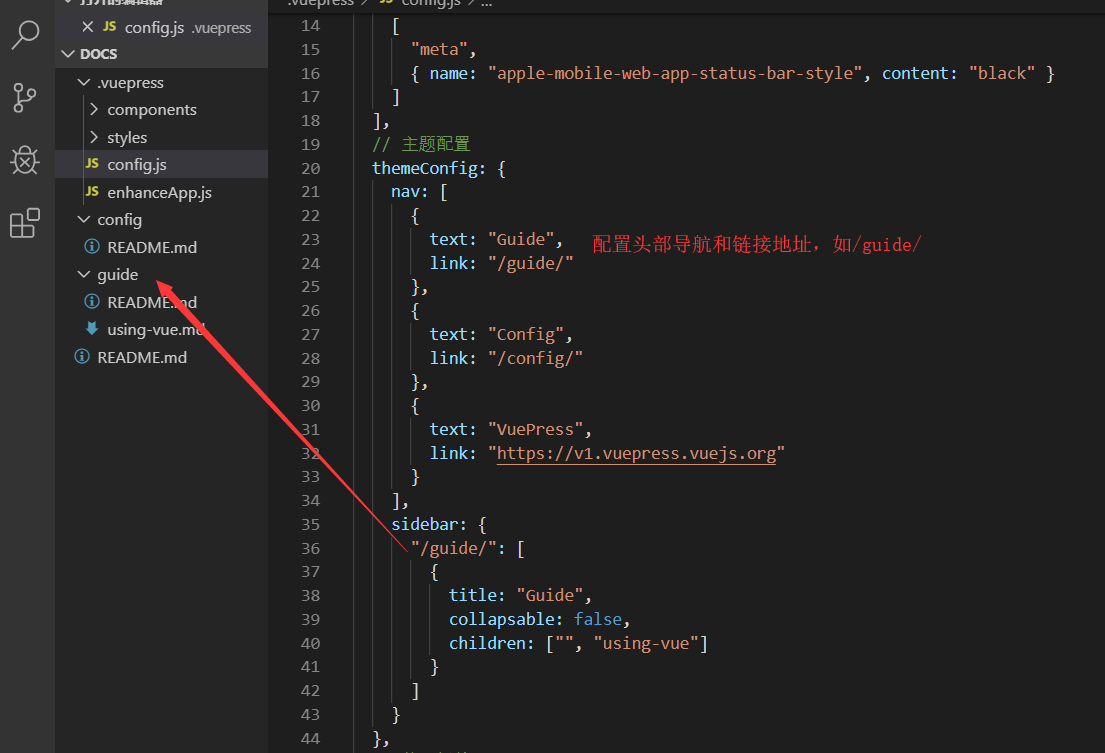 打开的编辑器
JS config.js .vuepress
DOCS
.vuepress
components
styles
JS config.js
JS enhanceApp.js
config
README.md
guide
README.md
using-vue.md
README.md
.vuepress > JS config.js > ...
14 [
15 "meta",
16 { name: "apple-mobile-web-app-status-bar-style", content: "black" }
17 ]
18 ],
19 // 主题配置
20 themeConfig: {
21 nav: [
22 {
23 text: "Guide", 配置头部导航和链接地址，如/guide/
24 link: "/guide/"
25 },
26 {
27 text: "Config",
28 link: "/config/"
29 },
30 {
31 text: "VuePress",
32 link: "https://v1.vuepress.vuejs.org"
33 }
34 ],
35 sidebar: {
36 "/guide/": [
37 {
38 title: "Guide",
39 collapsable: false,
40 children: ["", "using-vue"]
41 }
42 ]
43 }
44 },